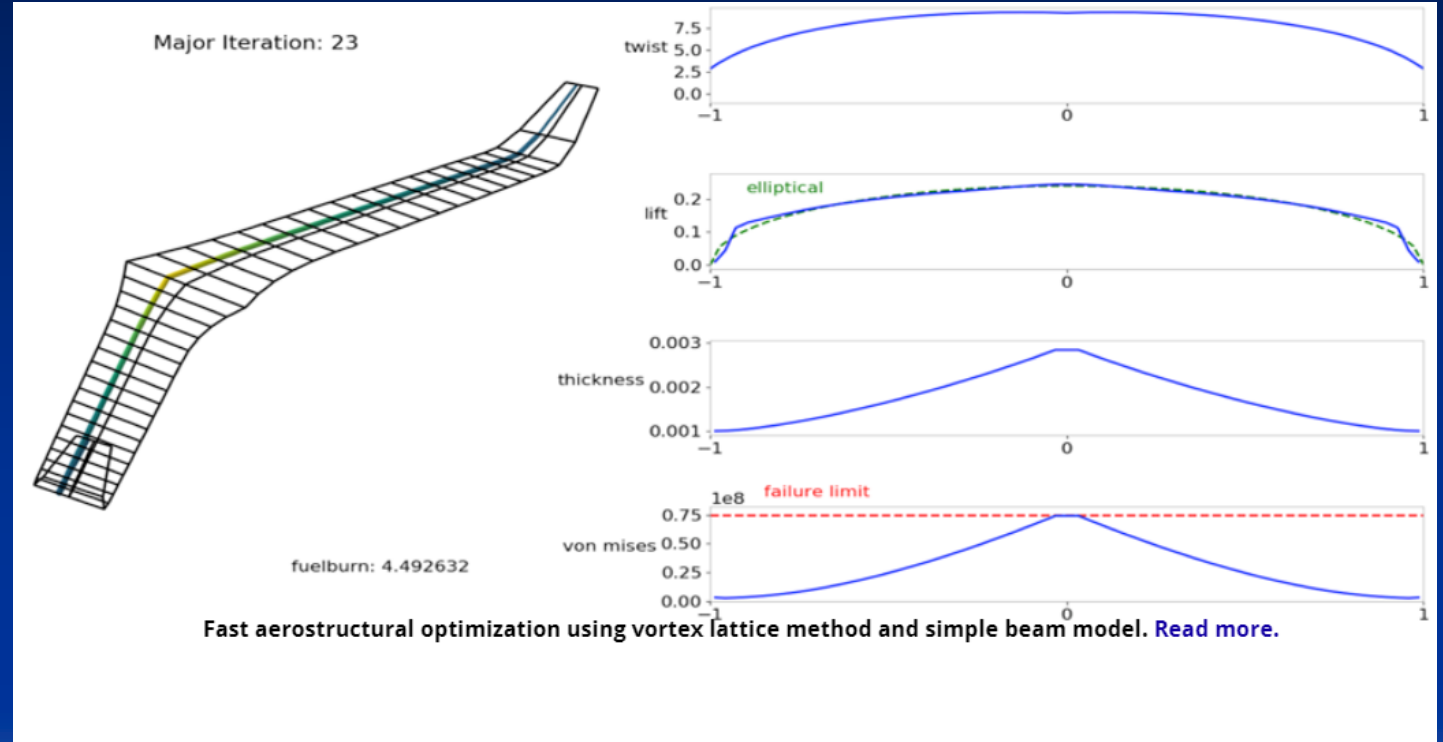 Major Iteration: 23
twist
7.5
5.0
2.5
0.0
−1
0
1
elliptical
lift
0.2
0.1
0.0
−1
0
1
thickness
0.003
0.002
0.001
−1
0
1
1e8
failure limit
von mises
0.75
0.50
0.25
0.00
−1
0
1
fuelburn: 4.492632
Fast aerostructural optimization using vortex lattice method and simple beam model. Read more.